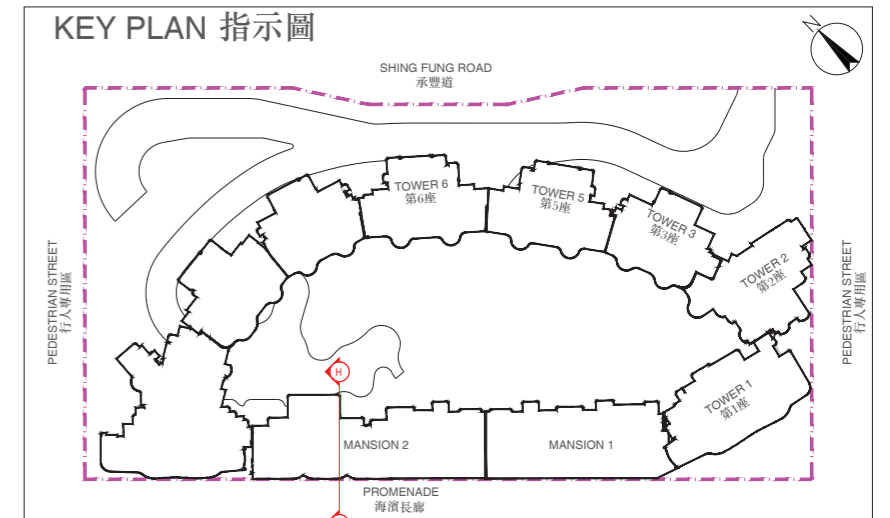 KEY PLAN 指示圖
N
SHING FUNG ROAD
承豐道
TOWER 6
第6座
TOWER 5
第5座
TOWER 3
第3座
TOWER 2
第2座
TOWER 1
第1座
PEDESTRIAN STREET
行人專用區
PEDESTRIAN STREET
行人專用區
H
MANSION 2
MANSION 1
PROMENADE
海濱長廊